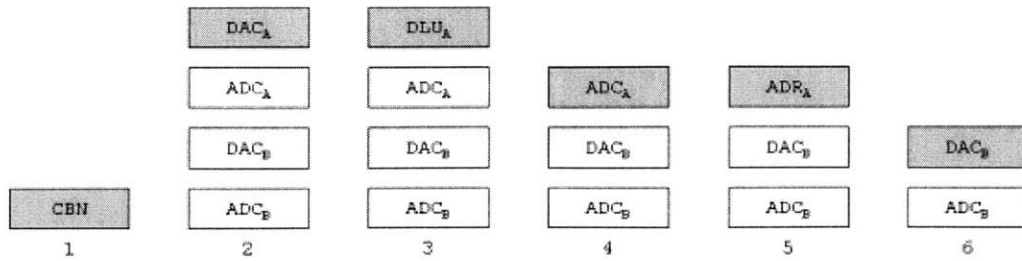 DAC_A DLU_A
ADC_A ADC_A ADC_A ADR_A
DAC_B DAC_B DAC_B DAC_B DAC_B
CBN ADC_B ADC_B ADC_B ADC_B ADC_B
1 2 3 4 5 6